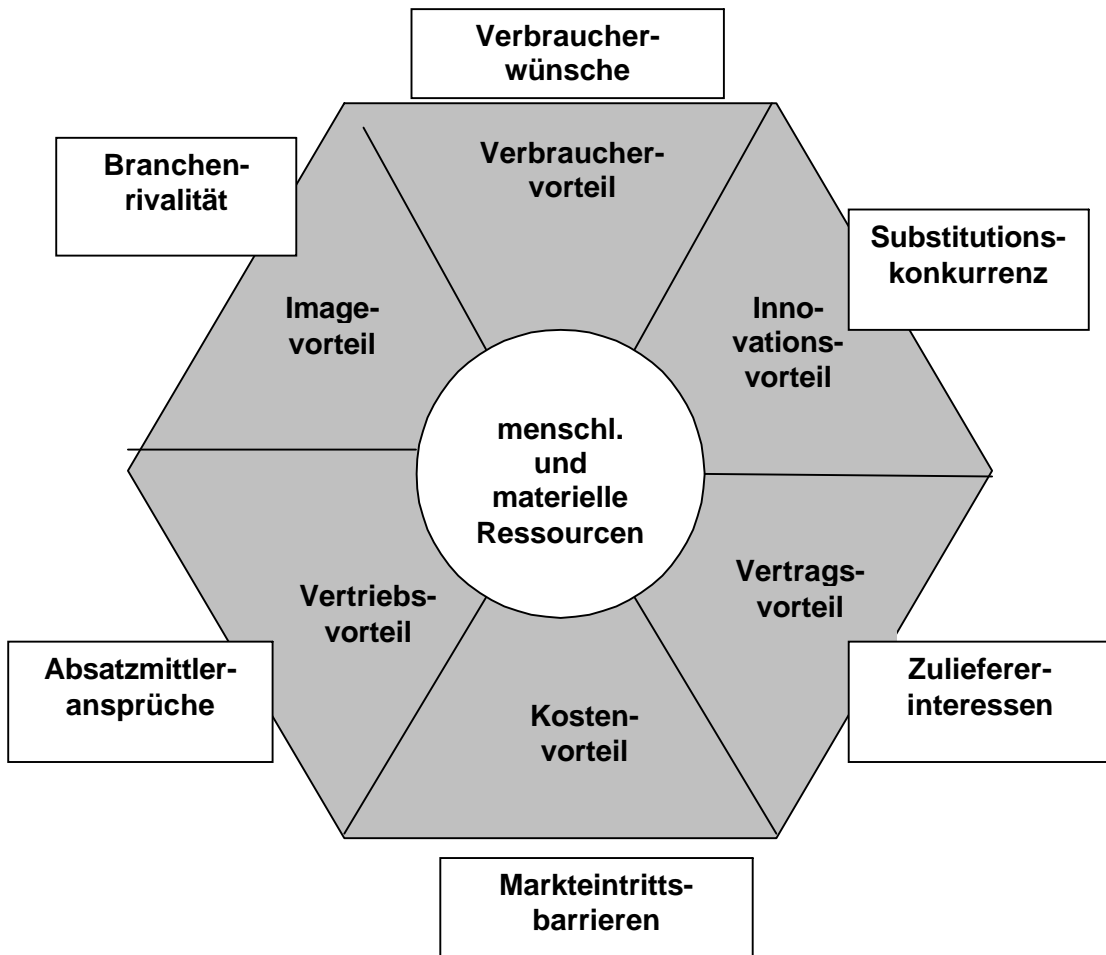 Verbraucher-
wünsche
Branchen-
rivalität
Verbraucher-
vorteil
Substitutions-
konkurrenz
Image-
vorteil
Inno-
vations-
vorteil
menschl.
und
materielle
Ressourcen
Vertriebs-
vorteil
Vertrags-
vorteil
Absatzmittler-
ansprüche
Kosten-
vorteil
Zulieferer-
interessen
Markteintritts-
barrieren